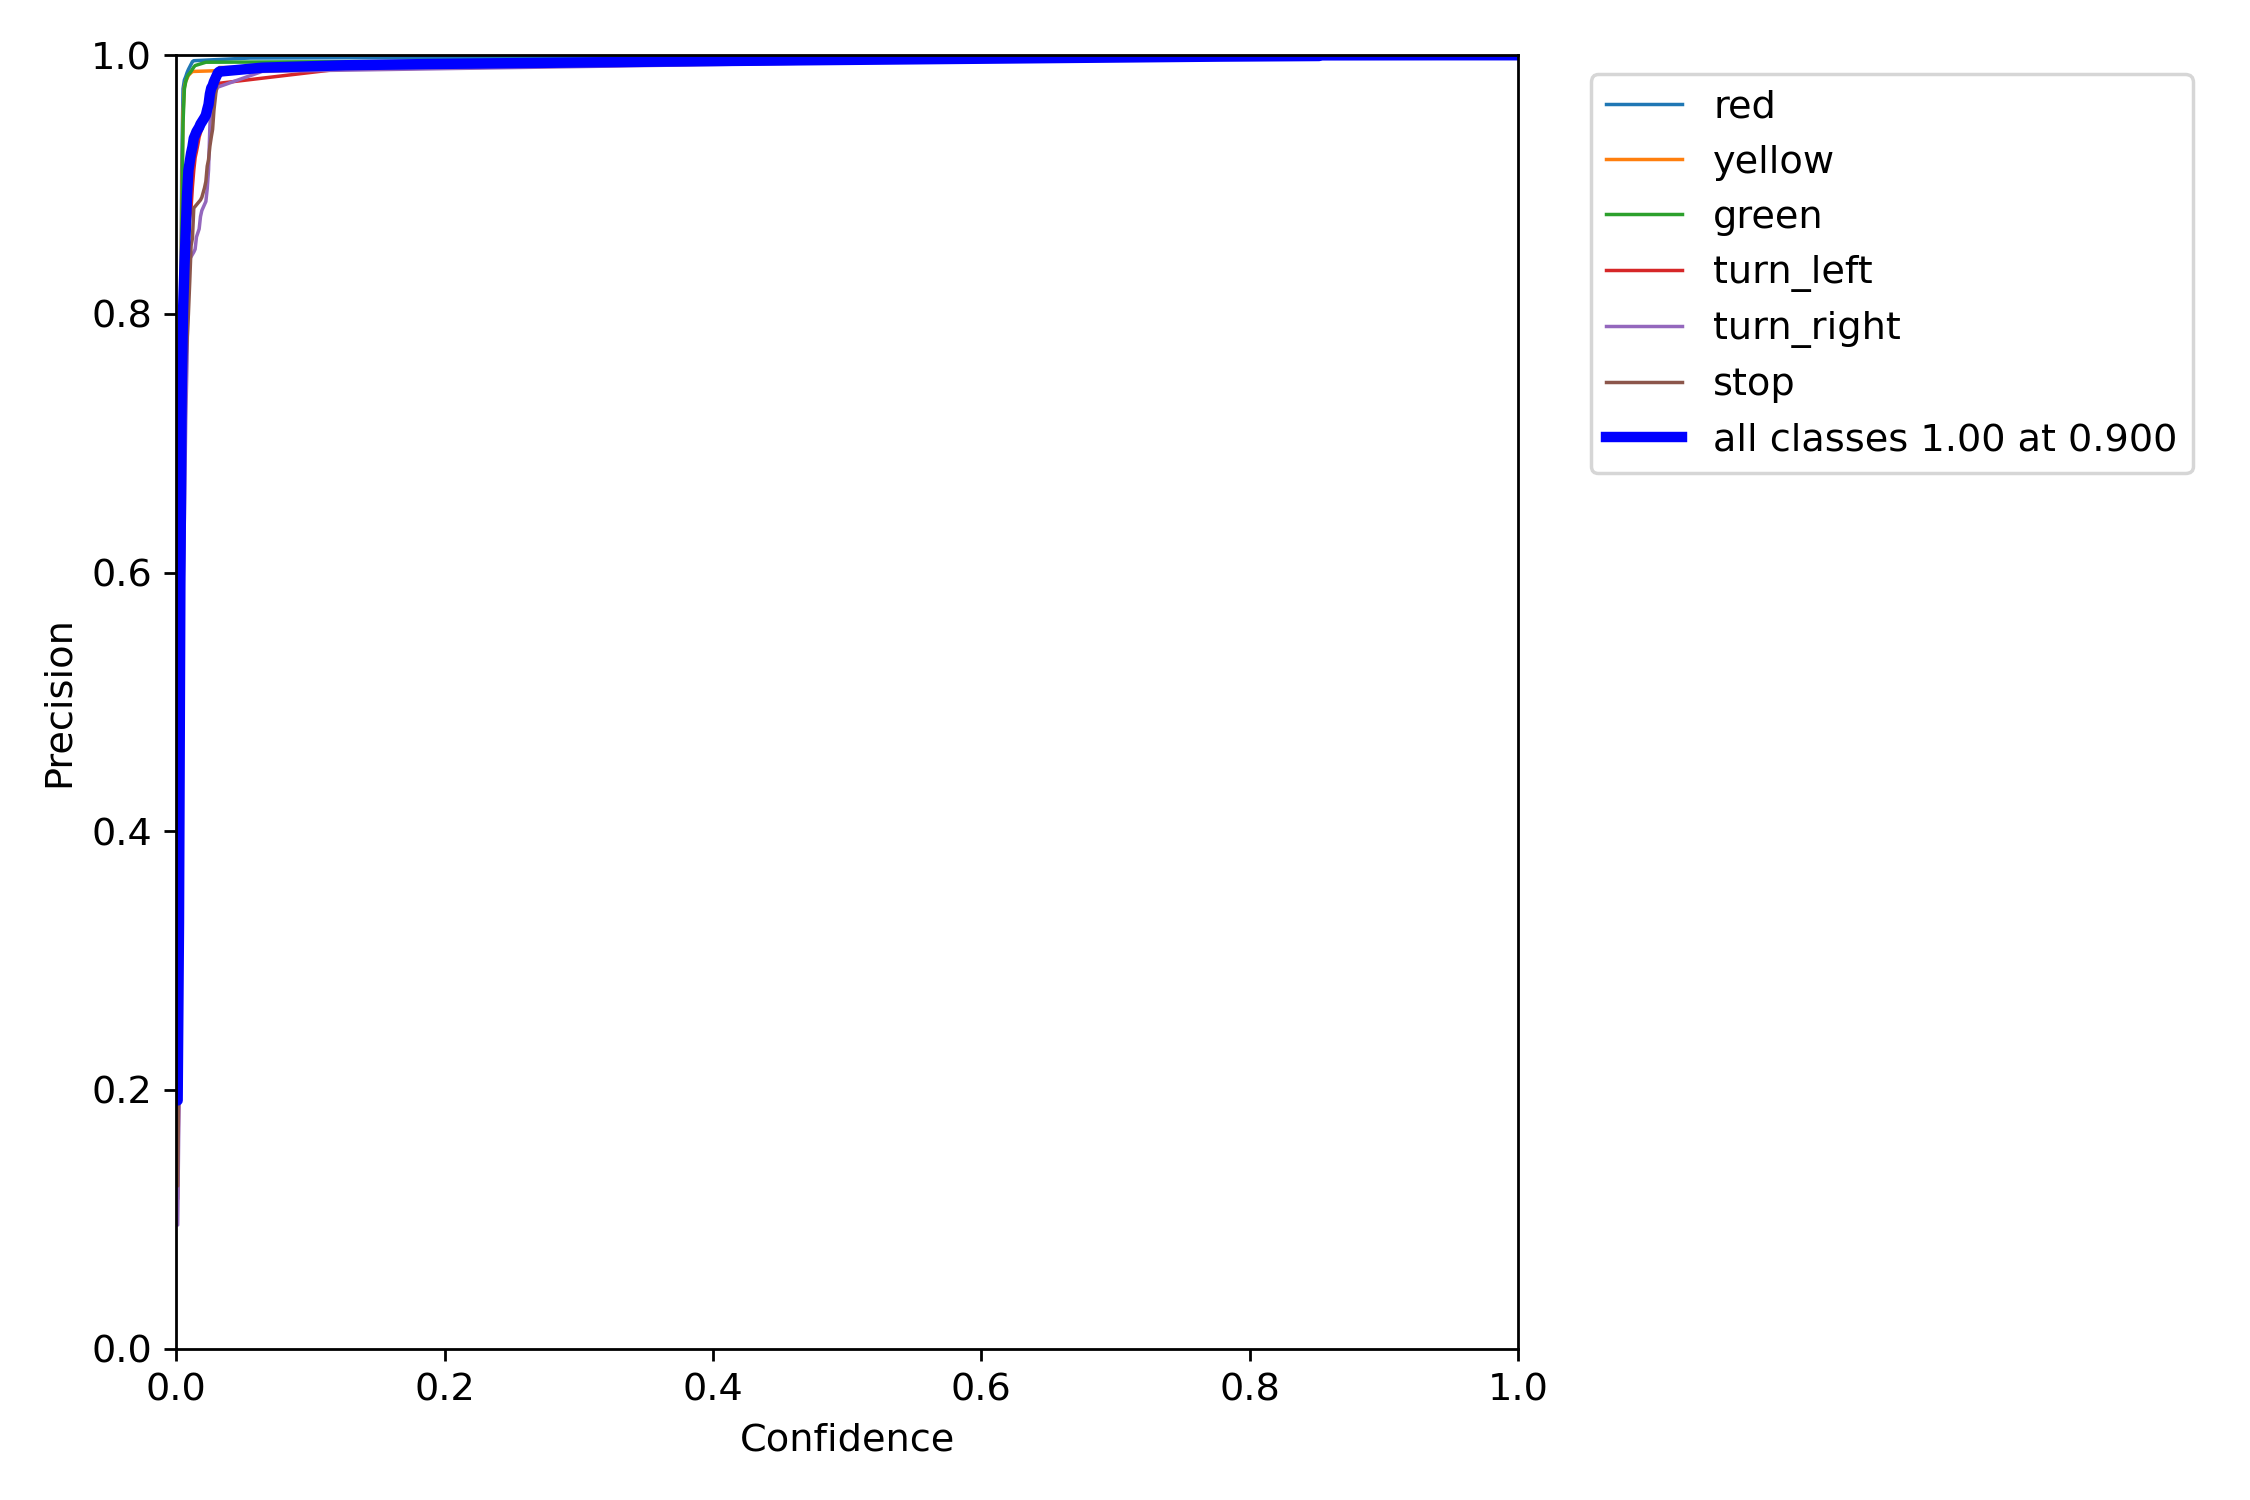 1.0
0.8
0.6
0.4
0.2
0.0
Precision
0.0 0.2 0.4 0.6 0.8 1.0
Confidence
red
yellow
green
turn_left
turn_right
stop
all classes 1.00 at 0.900